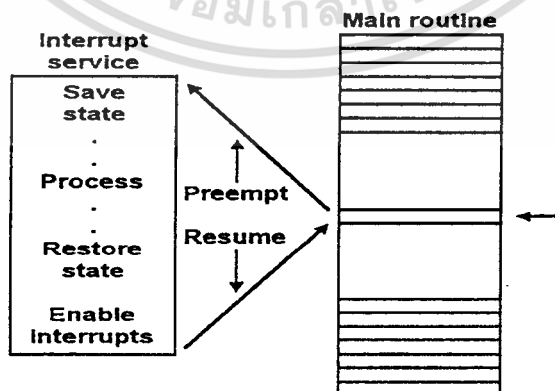 Main routine
Interrupt
service
Save
state
.
.
Process
.
.
Restore
state
Enable
Interrupts
Preempt
Resume